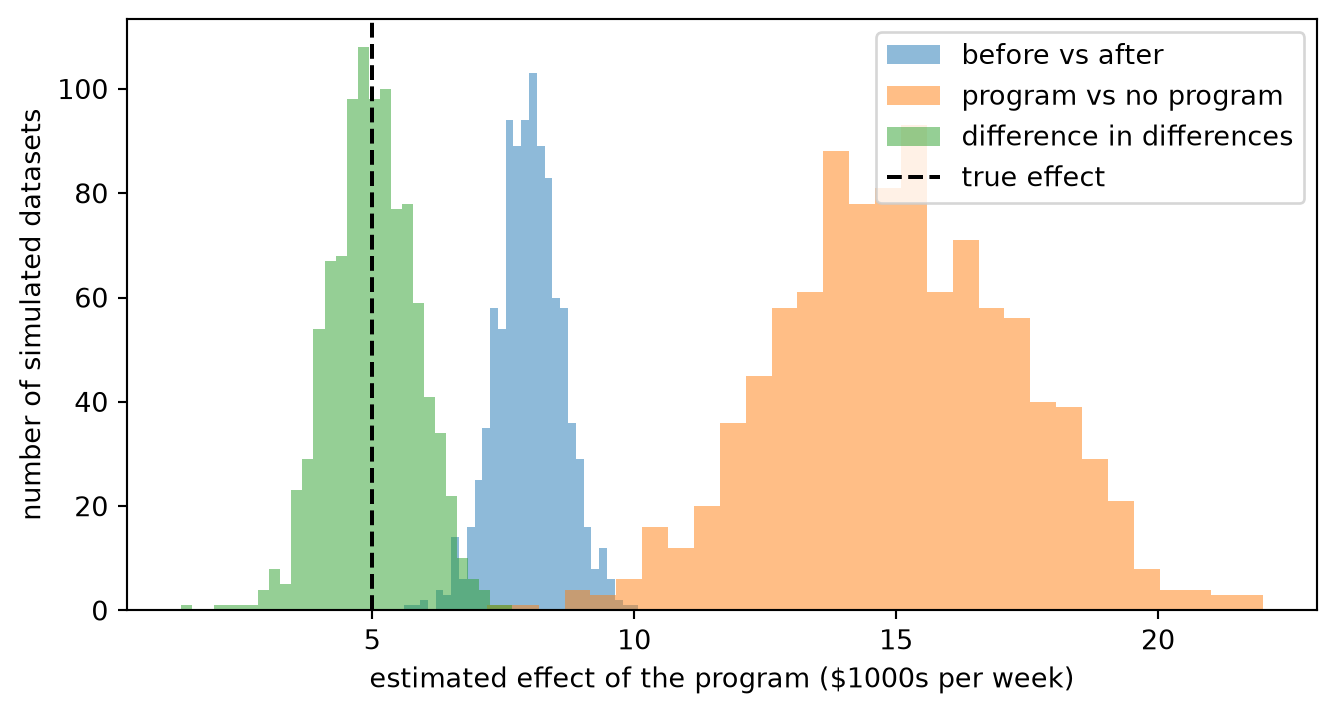 before vs after
program vs no program
difference in differences
true effect
number of simulated datasets
100
80
60
40
20
0
5
10
15
20
estimated effect of the program ($1000s per week)